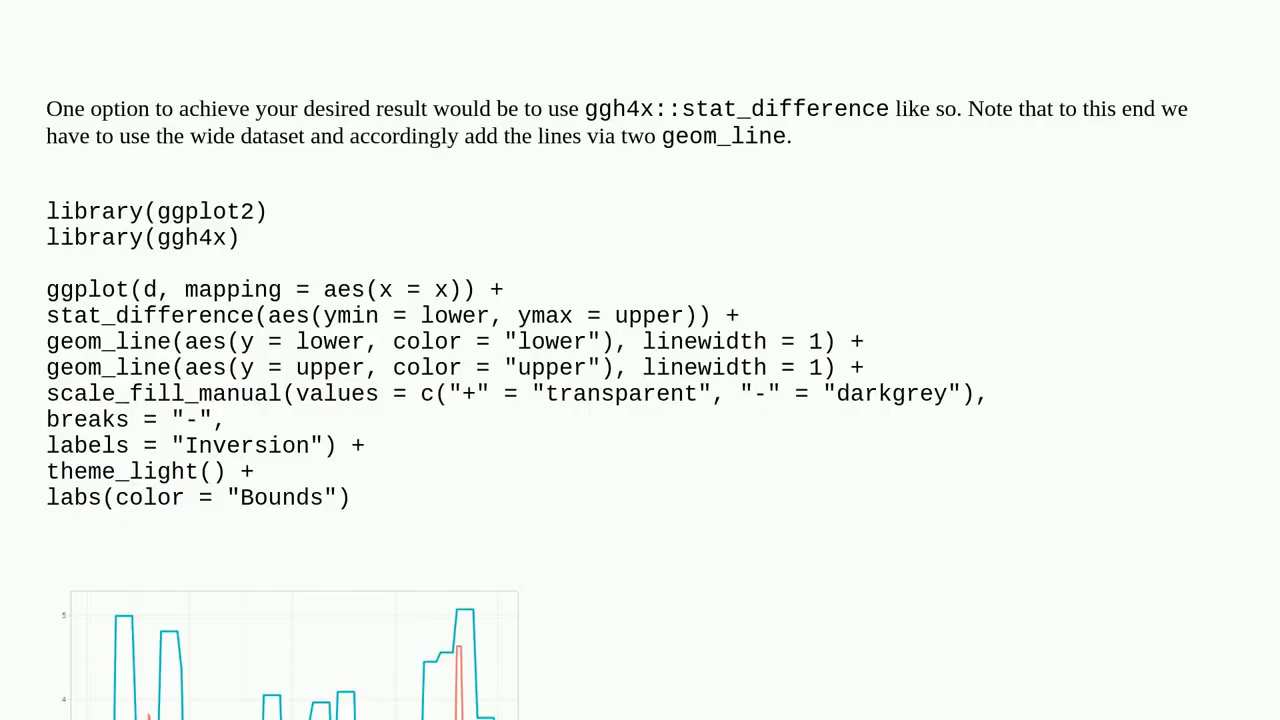 One option to achieve your desired result would be to use ggh4x::stat_difference like so. Note that to this end we
have to use the wide dataset and accordingly add the lines via two geom_line.
library(ggplot2)
library(ggh4x)
ggplot(d, mapping = aes(x = x)) +
stat_difference(aes(ymin = lower, ymax = upper)) +
geom_line(aes(y = lower, color = "lower"), linewidth = 1) +
geom_line(aes(y = upper, color = "upper"), linewidth = 1) +
scale_fill_manual(values = c("+" = "transparent", "-" = "darkgrey"),
breaks = "-",
labels = "Inversion") +
theme_light() +
labs(color = "Bounds")
5
4